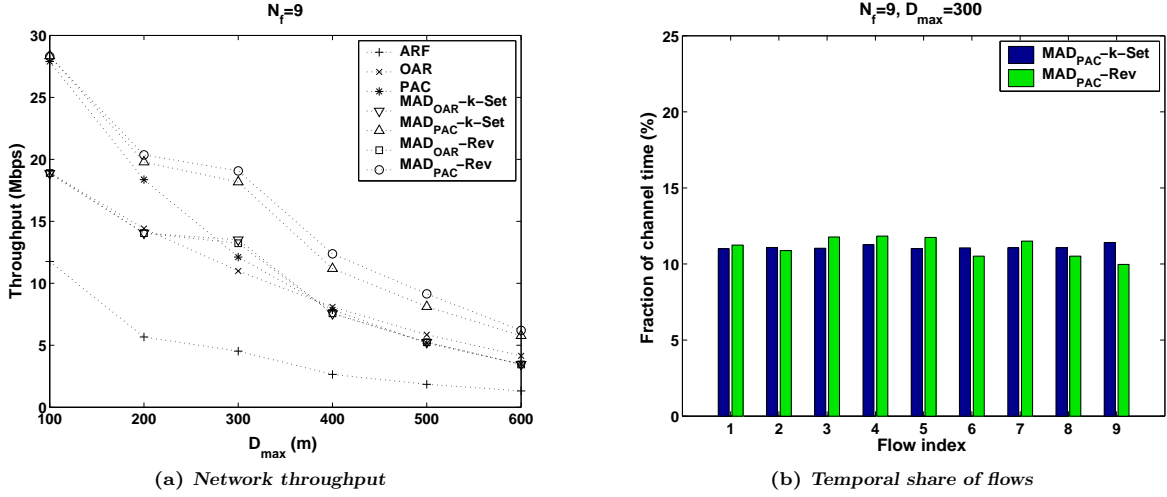 N_f=9
30
25
20
15
10
5
0
Throughput (Mbps)
ARF
OAR
PAC
MAD_OAR−k−Set
MAD_PAC−k−Set
MAD_OAR−Rev
MAD_PAC−Rev
100 200 300 400 500 600
D_max (m)
(a) Network throughput
N_f=9, D_max=300
25
20
15
10
5
0
Fraction of channel time (%)
MAD_PAC−k−Set
MAD_PAC−Rev
1 2 3 4 5 6 7 8 9
Flow index
(b) Temporal share of flows